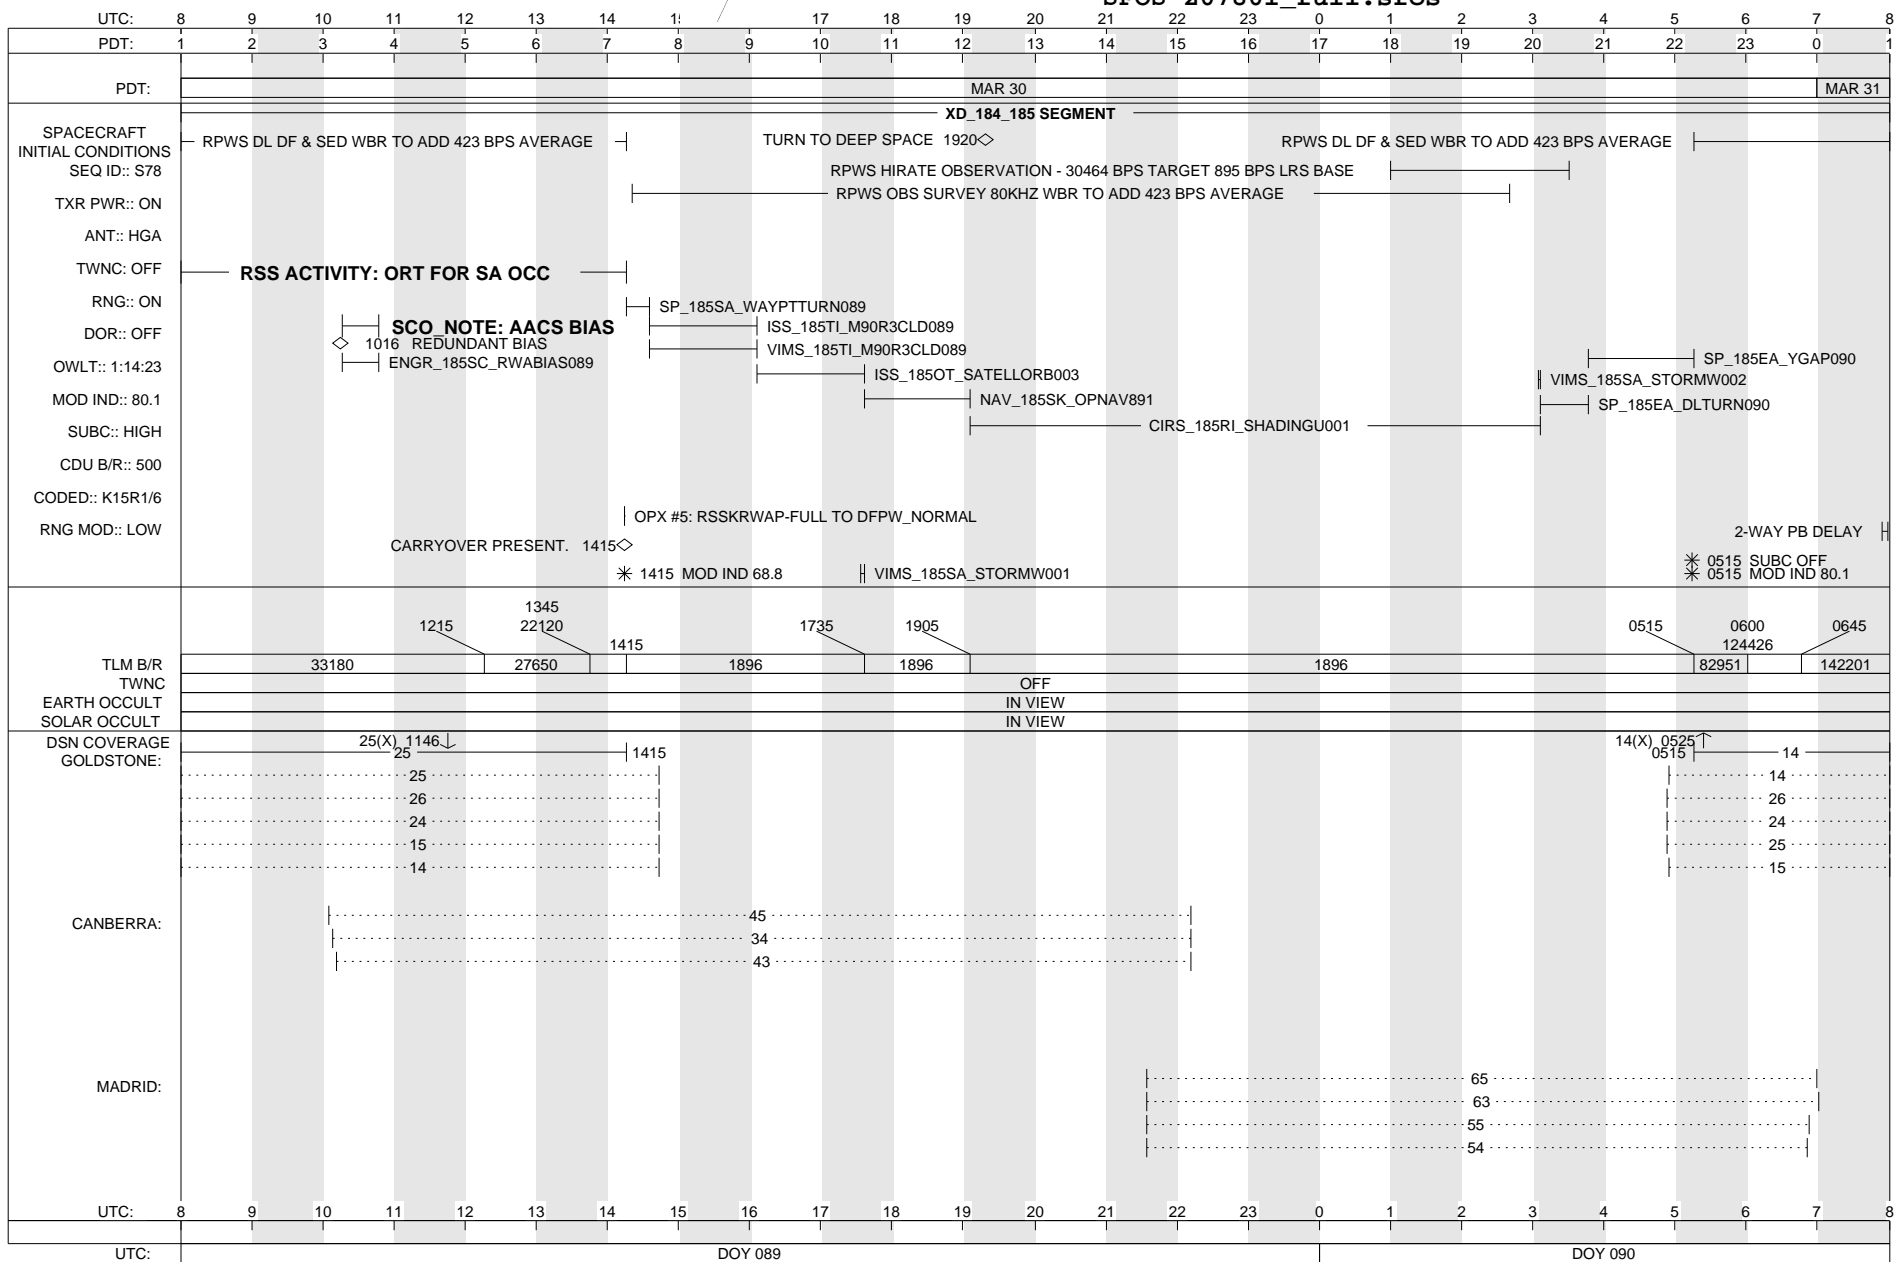 UTC: 8 9 10 11 12 13 14 17 18 19 20 21 22 23 0 1 2 3 4 5 6 7 8
PDT: 1 2 3 4 5 6 7 8 9 10 11 12 13 14 15 16 17 18 19 20 21 22 23 0 1
PDT: MAR 30 MAR 31
XD_184_185 SEGMENT
SPACECRAFT
INITIAL CONDITIONS
RPWS DL DF & SED WBR TO ADD 423 BPS AVERAGE TURN TO DEEP SPACE 1920 RPWS DL DF & SED WBR TO ADD 423 BPS AVERAGE
SEQ ID:: S78 RPWS HIRATE OBSERVATION - 30464 BPS TARGET 895 BPS LRS BASE
RPWS OBS SURVEY 80KHZ WBR TO ADD 423 BPS AVERAGE
TXR PWR:: ON
ANT:: HGA
TWNC: OFF RSS ACTIVITY: ORT FOR SA OCC
RNG:: ON SP_185SA_WAYPTTURN089
SCO_NOTE: AACS BIAS ISS_185TI_M90R3CLD089
DOR:: OFF
1016 REDUNDANT BIAS VIMS_185TI_M90R3CLD089
ENGR_185SC_RWABIAS089 SP_185EA_YGAP090
OWLT:: 1:14:23 ISS_185OT_SATELLORB003 VIMS_185SA_STORMW002
MOD IND:: 80.1 NAV_185SK_OPNAV891 SP_185EA_DLTURN090
SUBC:: HIGH CIRS_185RI_SHADINGU001
CDU B/R:: 500
CODED:: K15R1/6
OPX #5: RSSKRWAP-FULL TO DFPW_NORMAL
RNG MOD:: LOW 2-WAY PB DELAY
CARRYOVER PRESENT. 1415
0515 SUBC OFF
1415 MOD IND 68.8 VIMS_185SA_STORMW001 0515 MOD IND 80.1
1345
1215 22120 1735 1905 0515 0600 0645
1415 124426
TLM B/R 33180 27650 1896 1896 1896 82951 142201
TWNC OFF
EARTH OCCULT IN VIEW
SOLAR OCCULT IN VIEW
DSN COVERAGE 25(X) 1146 14(X) 0525
GOLDSTONE: 25 1415 0515 14
25 14
26 26
24 24
15 25
14 15
CANBERRA: 45
34
43
MADRID: 65
63
55
54
UTC: 8 9 10 11 12 13 14 15 16 17 18 19 20 21 22 23 0 1 2 3 4 5 6 7 8
UTC: DOY 089 DOY 090